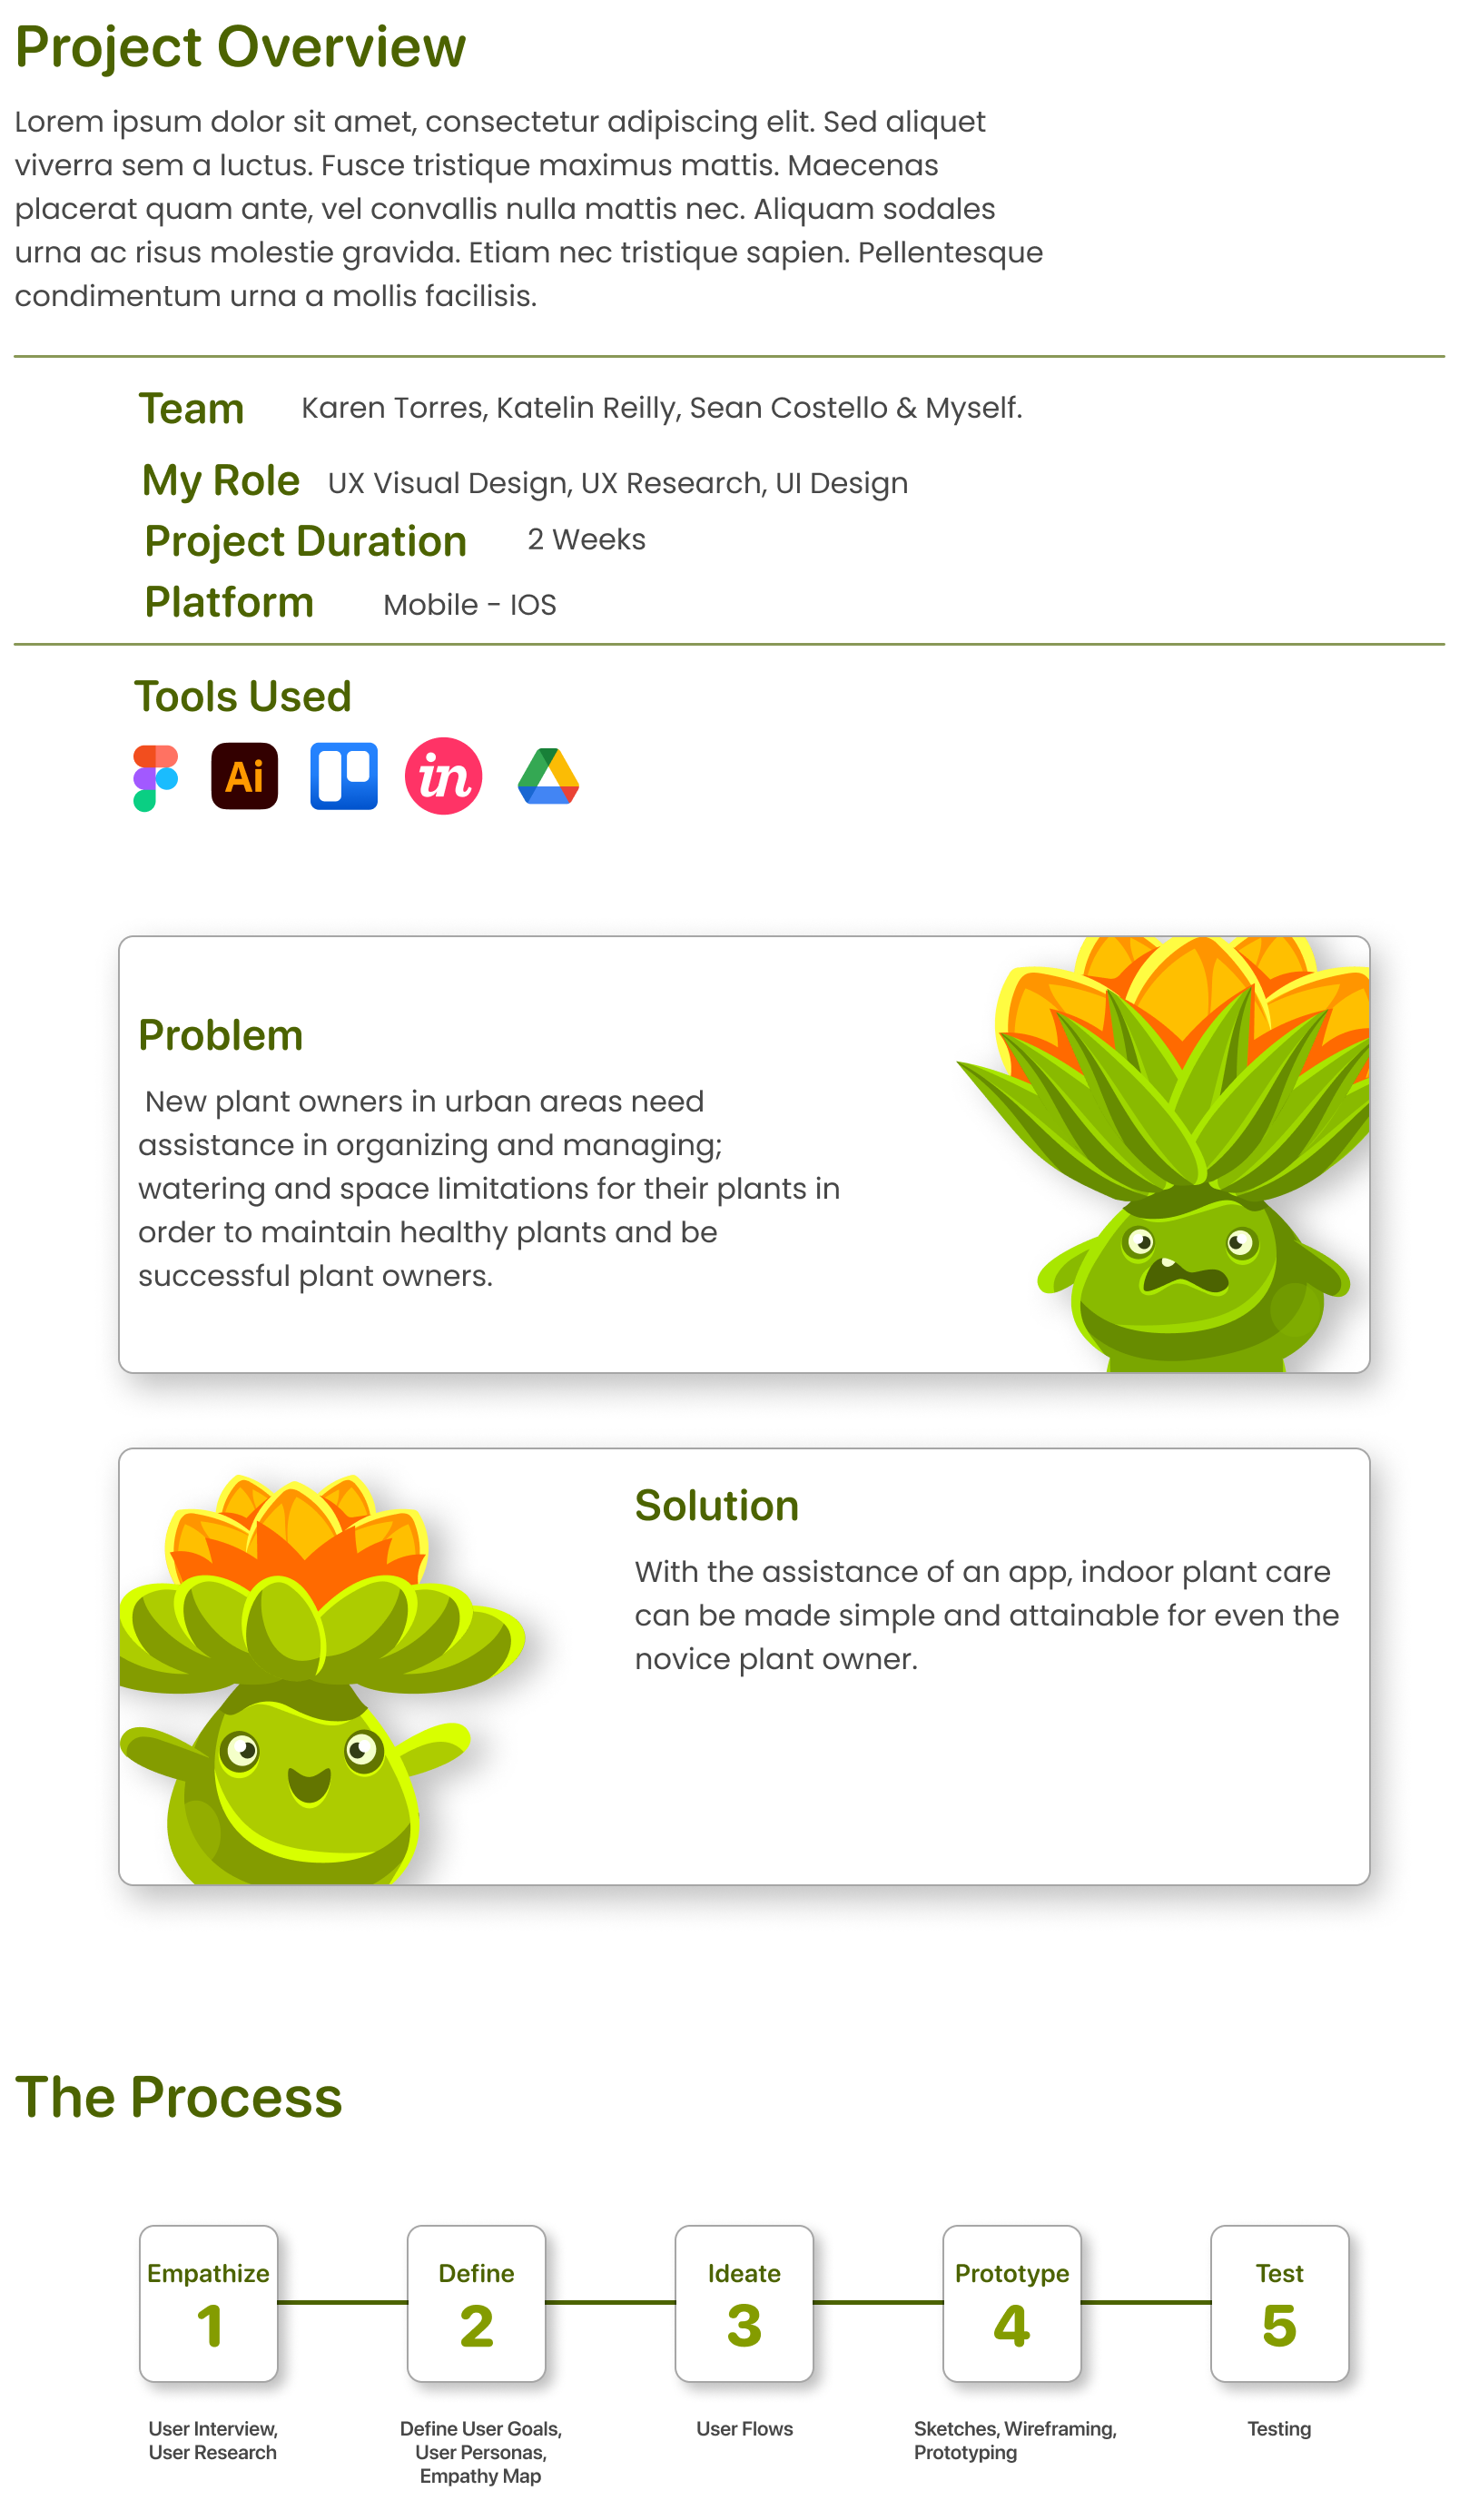 Project Overview
Lorem ipsum dolor sit amet, consectetur adipiscing elit. Sed aliquet
viverra sem a luctus. Fusce tristique maximus mattis. Maecenas
placerat quam ante, vel convallis nulla mattis nec. Aliquam sodales
urna ac risus molestie gravida. Etiam nec tristique sapien. Pellentesque
condimentum urna a mollis facilisis.
Team Karen Torres, Katelin Reilly, Sean Costello & Myself.
My Role UX Visual Design, UX Research, UI Design
Project Duration 2 Weeks
Platform Mobile - IOS
Tools Used
Ai in
Problem
New plant owners in urban areas need
assistance in organizing and managing;
watering and space limitations for their plants in
order to maintain healthy plants and be
successful plant owners.
Solution
With the assistance of an app, indoor plant care
can be made simple and attainable for even the
novice plant owner.
The Process
Empathize Define Ideate Prototype Test
1 2 3 4 5
User Interview, Define User Goals, User Flows Sketches, Wireframing, Testing
User Research User Personas, Prototyping
Empathy Map